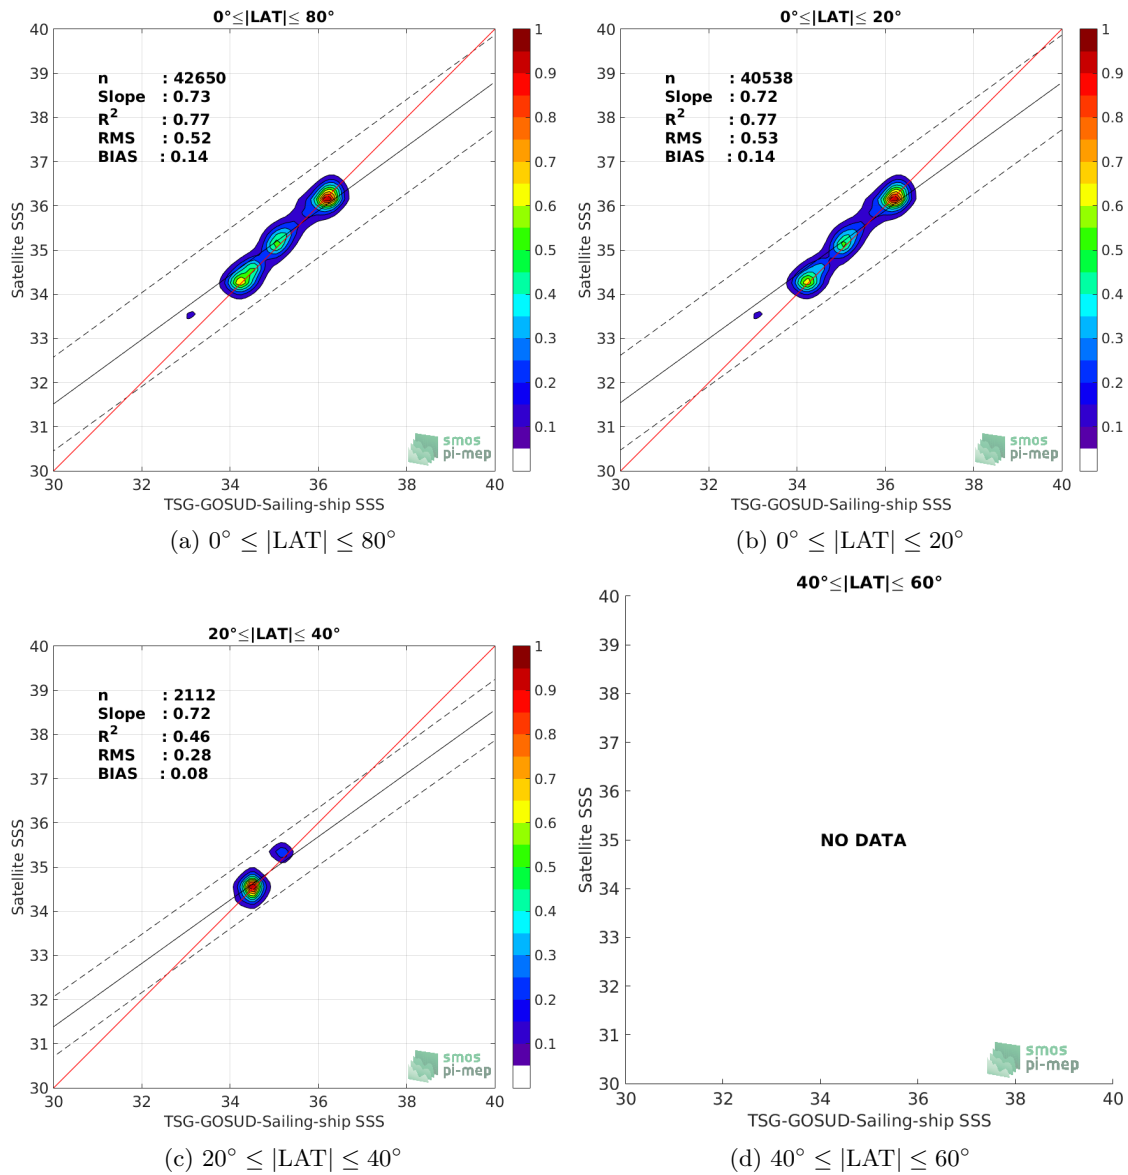 0°≤|LAT|≤ 80°
n : 42650
Slope : 0.73
R2 : 0.77
RMS : 0.52
BIAS : 0.14
40
39
38
37
36
35
34
33
32
31
30
Satellite SSS
30 32 34 36 38 40
TSG-GOSUD-Sailing-ship SSS
1
0.9
0.8
0.7
0.6
0.5
0.4
0.3
0.2
0.1
smos
pi-mep
(a) 0° ≤ |LAT| ≤ 80°
0°≤|LAT|≤ 20°
n : 40538
Slope : 0.72
R2 : 0.77
RMS : 0.53
BIAS : 0.14
40
39
38
37
36
35
34
33
32
31
30
Satellite SSS
30 32 34 36 38 40
TSG-GOSUD-Sailing-ship SSS
1
0.9
0.8
0.7
0.6
0.5
0.4
0.3
0.2
0.1
smos
pi-mep
(b) 0° ≤ |LAT| ≤ 20°
20°≤|LAT|≤ 40°
n : 2112
Slope : 0.72
R2 : 0.46
RMS : 0.28
BIAS : 0.08
40
39
38
37
36
35
34
33
32
31
30
Satellite SSS
30 32 34 36 38 40
TSG-GOSUD-Sailing-ship SSS
1
0.9
0.8
0.7
0.6
0.5
0.4
0.3
0.2
0.1
smos
pi-mep
(c) 20° ≤ |LAT| ≤ 40°
40°≤|LAT|≤ 60°
40
39
38
37
36
35
34
33
32
31
30
Satellite SSS
NO DATA
30 32 34 36 38 40
TSG-GOSUD-Sailing-ship SSS
smos
pi-mep
(d) 40° ≤ |LAT| ≤ 60°